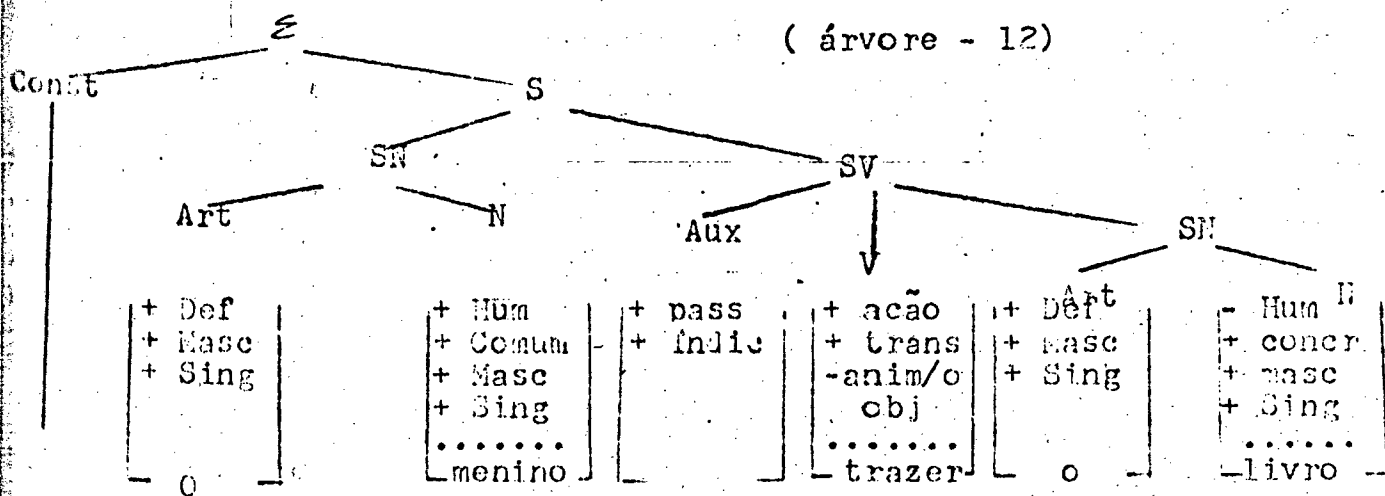 Σ ( árvore - 12)
Const S
SN SV
Art N Aux V SN
Art N
+ Def + Hum + pass + ação + Def - Hum
+ Masc + Comum + Indic + trans + Masc + concr
+ Sing + Masc -anim/o + Sing + masc
+ Sing obj + Sing
....... ....... ......
O menino trazer o livro